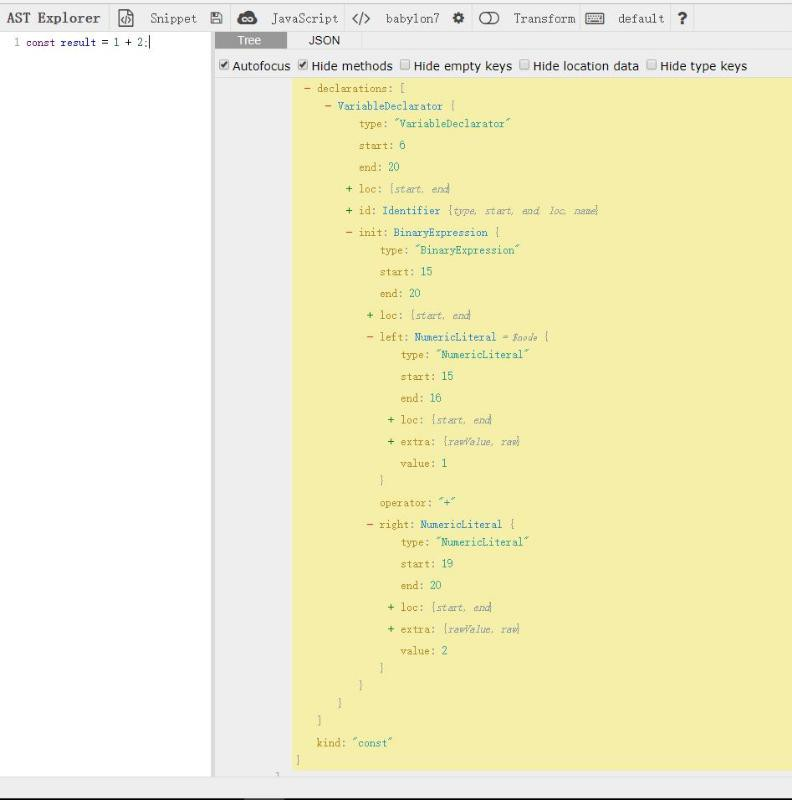 AST Explorer Snippet JavaScript </> babylon7 Transform default ?
Tree JSON
1 const result = 1 + 2;
Autofocus Hide methods Hide empty keys Hide location data Hide type keys
- declarations: [
- VariableDeclarator {
type: "VariableDeclarator"
start: 6
end: 20
+ loc: {start, end}
+ id: Identifier {type, start, end, loc, name}
- init: BinaryExpression {
type: "BinaryExpression"
start: 15
end: 20
+ loc: {start, end}
- left: NumericLiteral = $node {
type: "NumericLiteral"
start: 15
end: 16
+ loc: {start, end}
+ extra: {rawValue, raw}
value: 1
}
operator: "+"
- right: NumericLiteral {
type: "NumericLiteral"
start: 19
end: 20
+ loc: {start, end}
+ extra: {rawValue, raw}
value: 2
}
}
}
]
kind: "const"
}
]